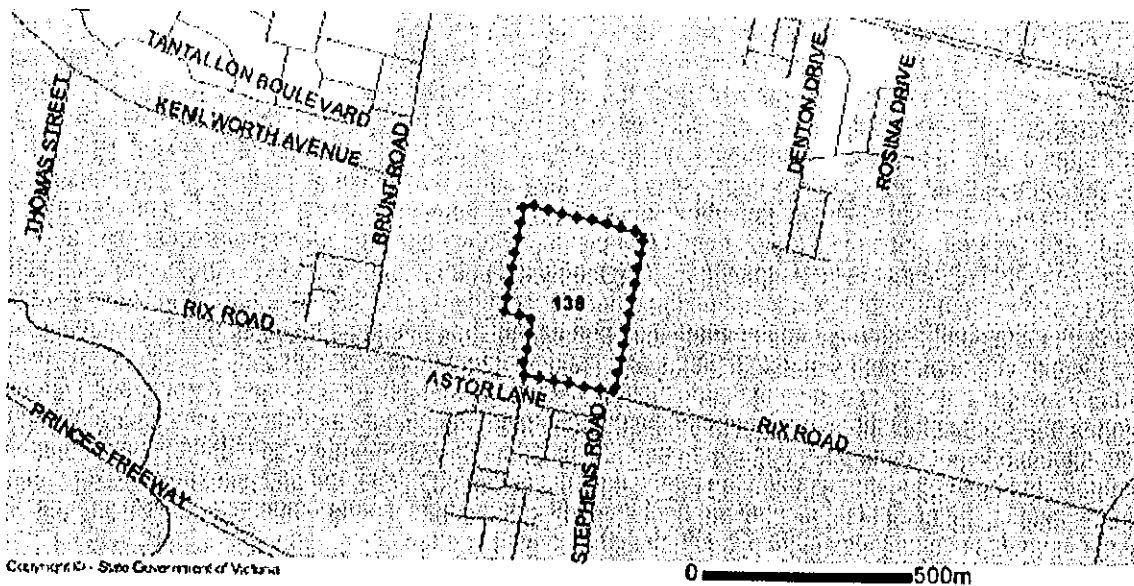 TANTALLON BOULEVARD
KENILWORTH AVENUE
THOMAS STREET
BRUNT ROAD
DENTON DRIVE
ROSINA DRIVE
138
RIX ROAD
ASTOR LANE
RIX ROAD
PRINCES FREEWAY
STEPHENS ROAD
Copyright © - State Government of Victoria
0 500m